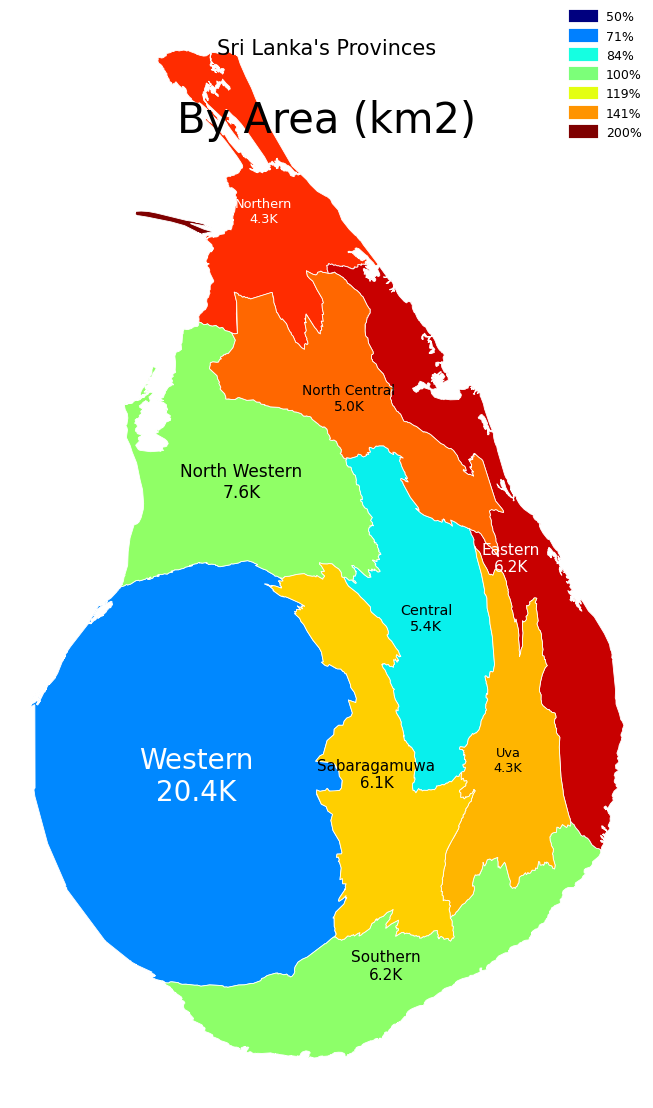 Sri Lanka's Provinces
By Area (km2)
50%
71%
84%
100%
119%
141%
200%
Northern
4.3K
North Central
5.0K
North Western
7.6K
Eastern
6.2K
Central
5.4K
Western
20.4K
Sabaragamuwa
6.1K
Uva
4.3K
Southern
6.2K